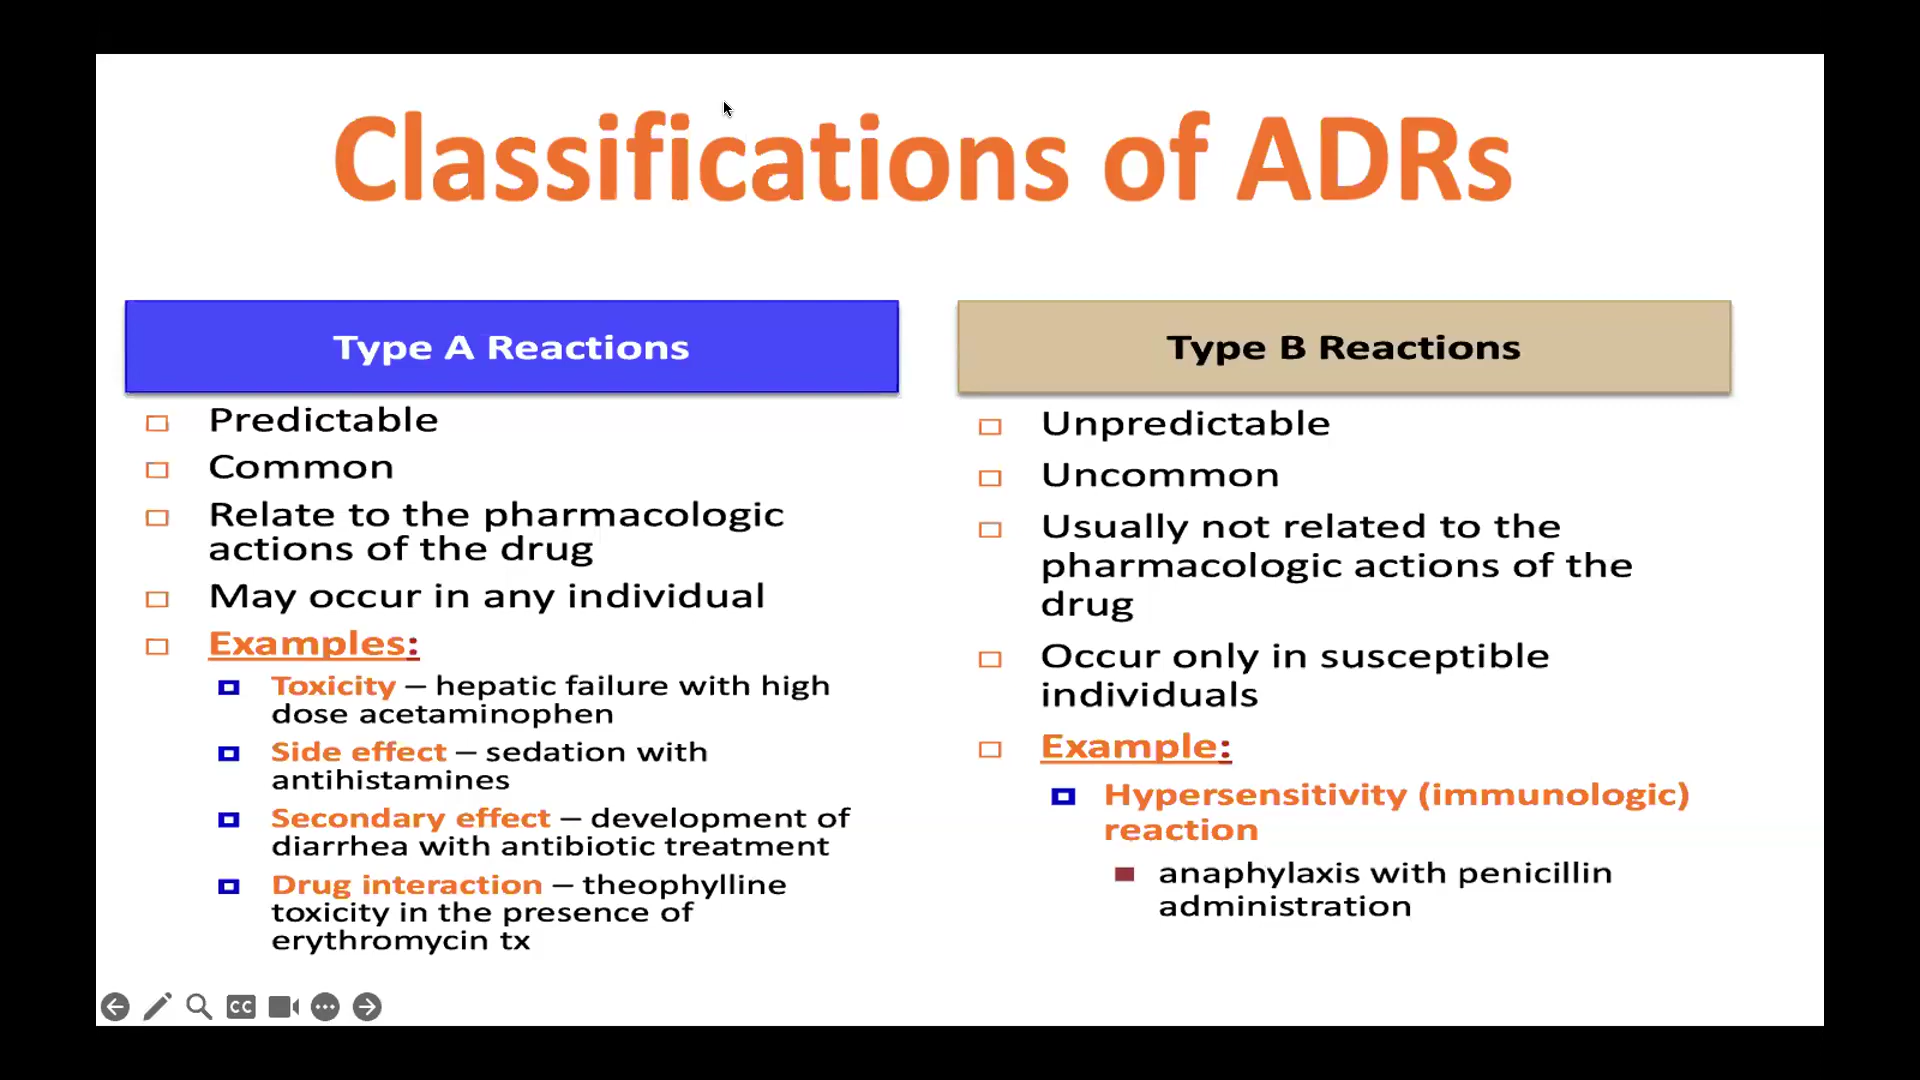 Classifications of ADRs
Type A Reactions
Predictable
Common
Relate to the pharmacologic
actions of the drug
May occur in any individual
Examples:
Toxicity – hepatic failure with high
dose acetaminophen
Side effect – sedation with
antihistamines
Secondary effect – development of
diarrhea with antibiotic treatment
Drug interaction – theophylline
toxicity in the presence of
erythromycin tx
Type B Reactions
Unpredictable
Uncommon
Usually not related to the
pharmacologic actions of the
drug
Occur only in susceptible
individuals
Example:
Hypersensitivity (immunologic)
reaction
anaphylaxis with penicillin
administration
CC